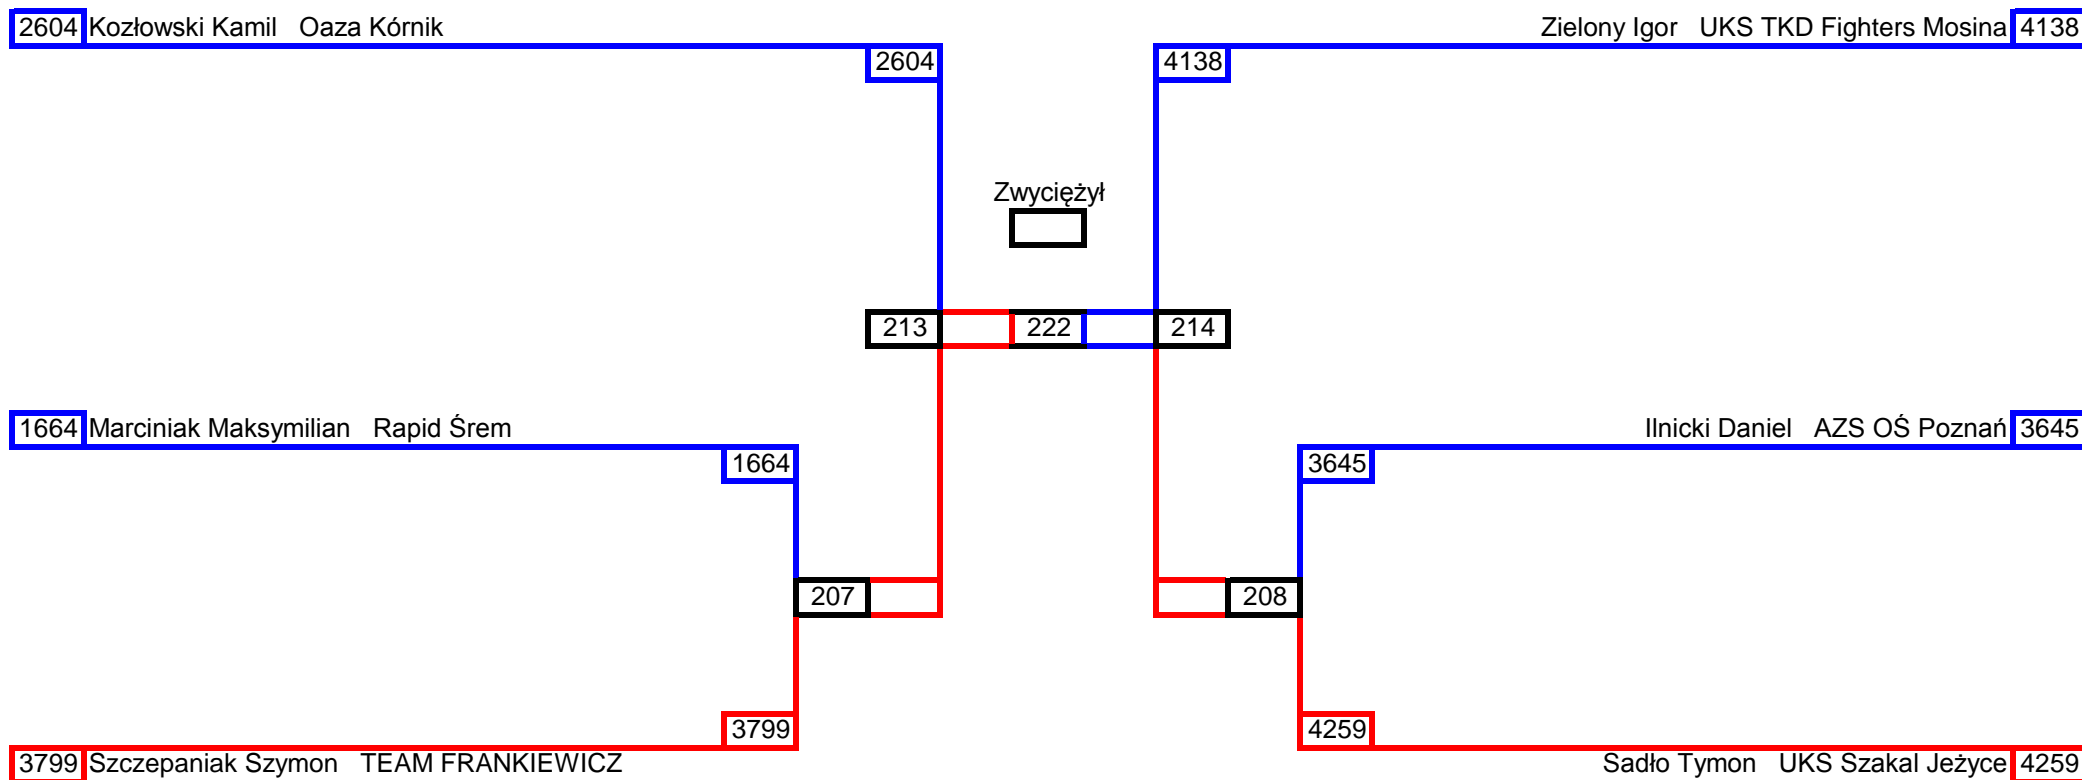 2604 Kozłowski Kamil Oaza Kórnik
Zielony Igor UKS TKD Fighters Mosina 4138
2604
4138
Zwyciężył
213
222
214
1664 Marciniak Maksymilian Rapid Śrem
Ilnicki Daniel AZS OŚ Poznań 3645
1664
3645
207
208
3799
4259
3799 Szczepaniak Szymon TEAM FRANKIEWICZ
Sadło Tymon UKS Szakal Jeżyce 4259